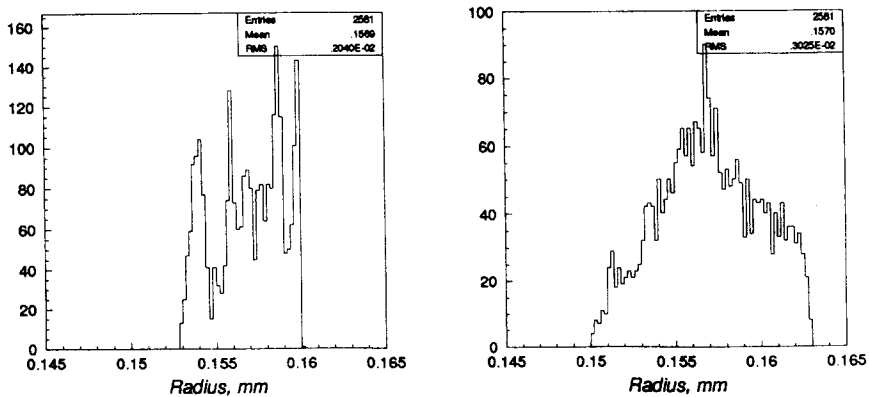 Entries 2561
Mean .1569
RMS .2040E-02
160
140
120
100
80
60
40
20
0
0.145 0.15 0.155 0.16 0.165
Radius, mm
Entries 2561
Mean .1570
RMS .3025E-02
100
80
60
40
20
0
0.145 0.15 0.155 0.16 0.165
Radius, mm